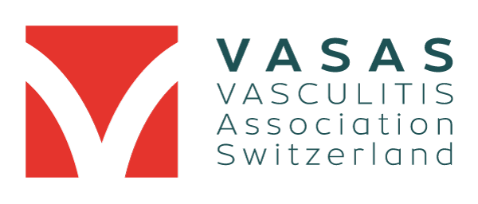 VASAS
VASCULITIS
Association
Switzerland